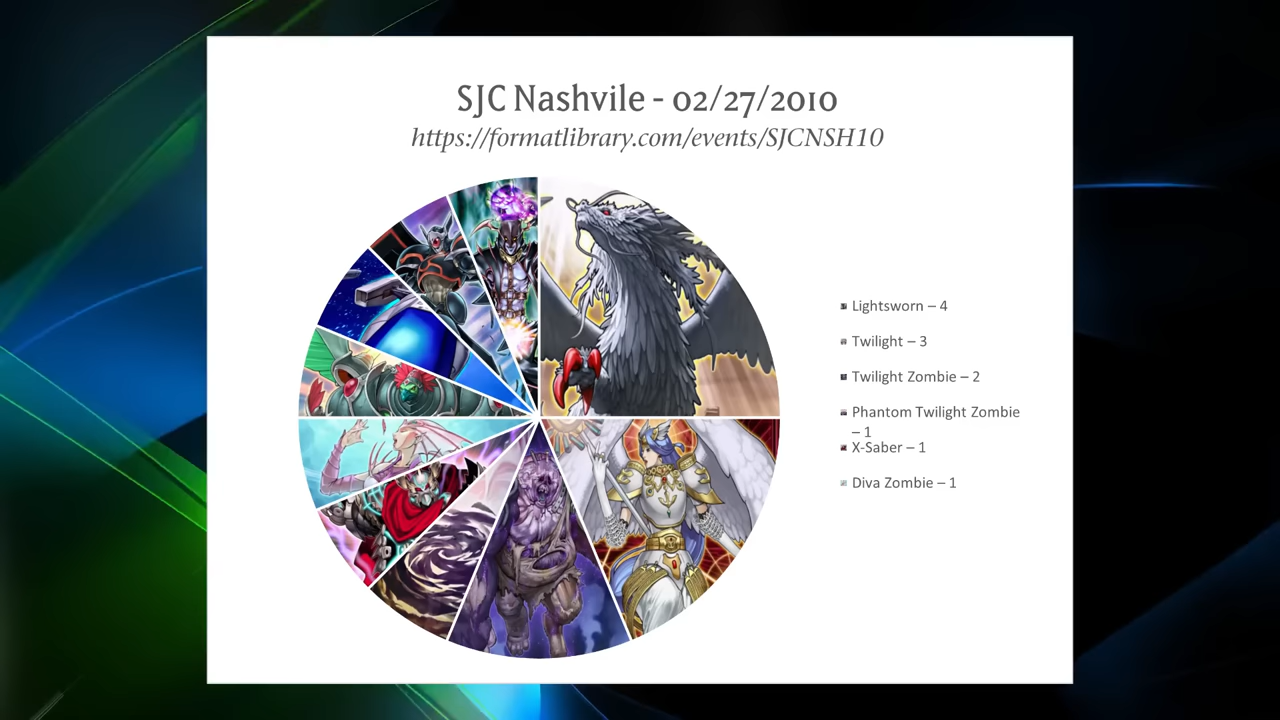 SJC Nashvile - 02/27/2010
https://formatlibrary.com/events/SJCNSH10
Lightsworn – 4
Twilight – 3
Twilight Zombie – 2
Phantom Twilight Zombie
– 1
X-Saber – 1
Diva Zombie – 1